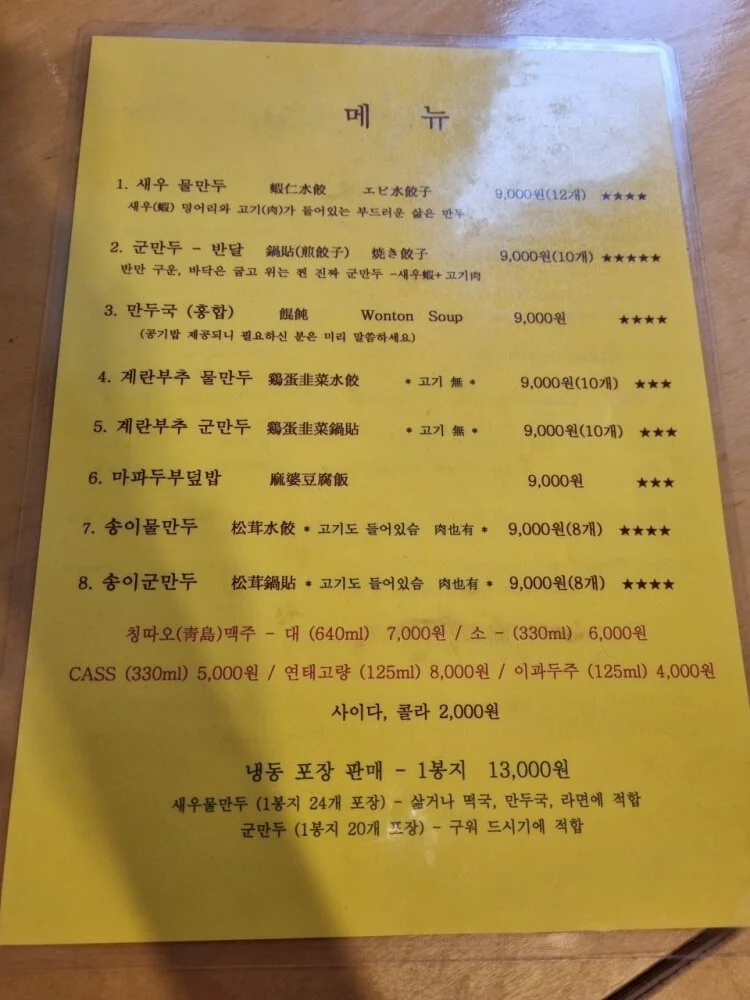 메 뉴
1. 새우 물만두 蝦仁水餃 エビ水餃子 9,000원(12개) ★★★★
새우(蝦) 덩어리와 고기(肉)가 들어있는 부드러운 삶은 만두
2. 군만두 - 반달 鍋貼(煎餃子) 焼き餃子 9,000원(10개) ★★★★★
반만 구운, 바닥은 굽고 위는 찐 진짜 군만두 -새우蝦+고기肉
3. 만두국 (홍합) 餛飩 Wonton Soup 9,000원 ★★★★
(공기밥 제공되니 필요하신 분은 미리 말씀하세요)
4. 계란부추 물만두 鷄蛋韭菜水餃 * 고기 無 * 9,000원(10개) ★★★
5. 계란부추 군만두 鷄蛋韭菜鍋貼 * 고기 無 * 9,000원(10개) ★★★
6. 마파두부덮밥 麻婆豆腐飯 9,000원 ★★★
7. 송이물만두 松茸水餃 * 고기도 들어있슴 肉也有 * 9,000원(8개) ★★★★
8. 송이군만두 松茸鍋貼 * 고기도 들어있슴 肉也有 * 9,000원(8개) ★★★★
칭따오(靑島)맥주 - 대 (640ml) 7,000원 / 소 - (330ml) 6,000원
CASS (330ml) 5,000원 / 연태고량 (125ml) 8,000원 / 이과두주 (125ml) 4,000원
사이다, 콜라 2,000원
냉동 포장 판매 - 1봉지 13,000원
새우물만두 (1봉지 24개 포장) - 삶거나 떡국, 만두국, 라면에 적합
군만두 (1봉지 20개 포장) - 구워 드시기에 적합